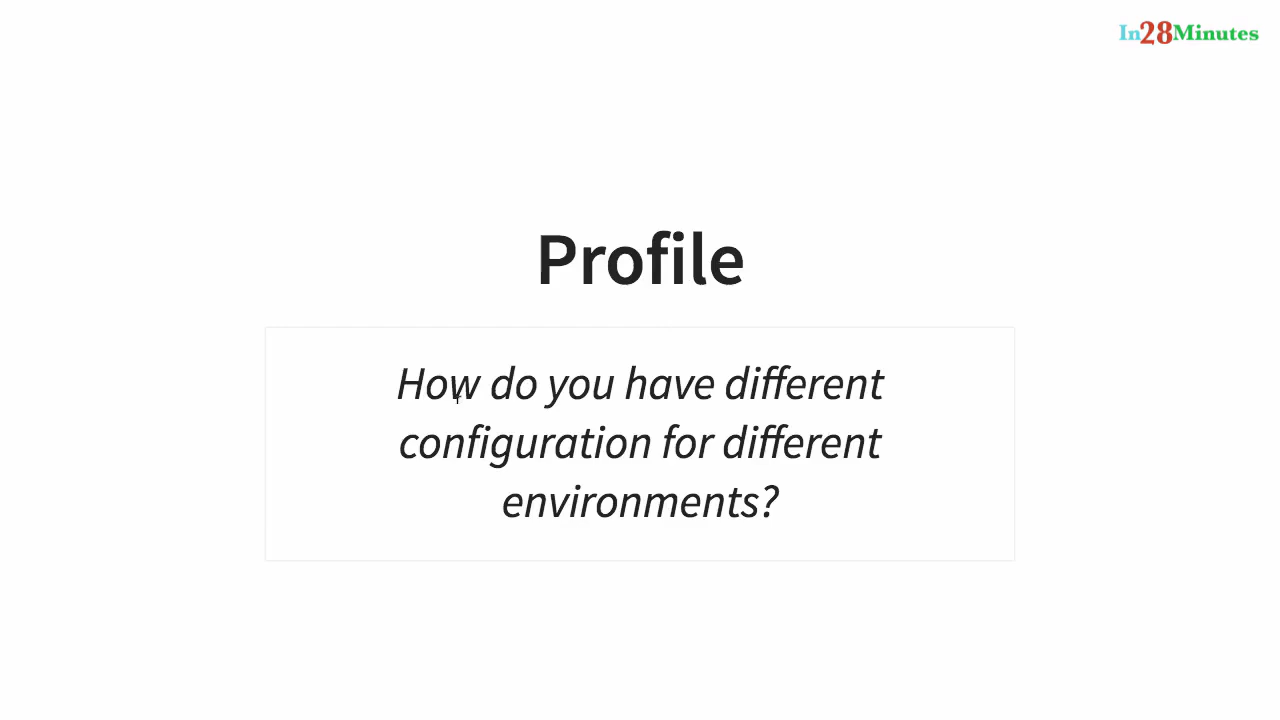 In28Minutes
Profile
How do you have different
configuration for different
environments?